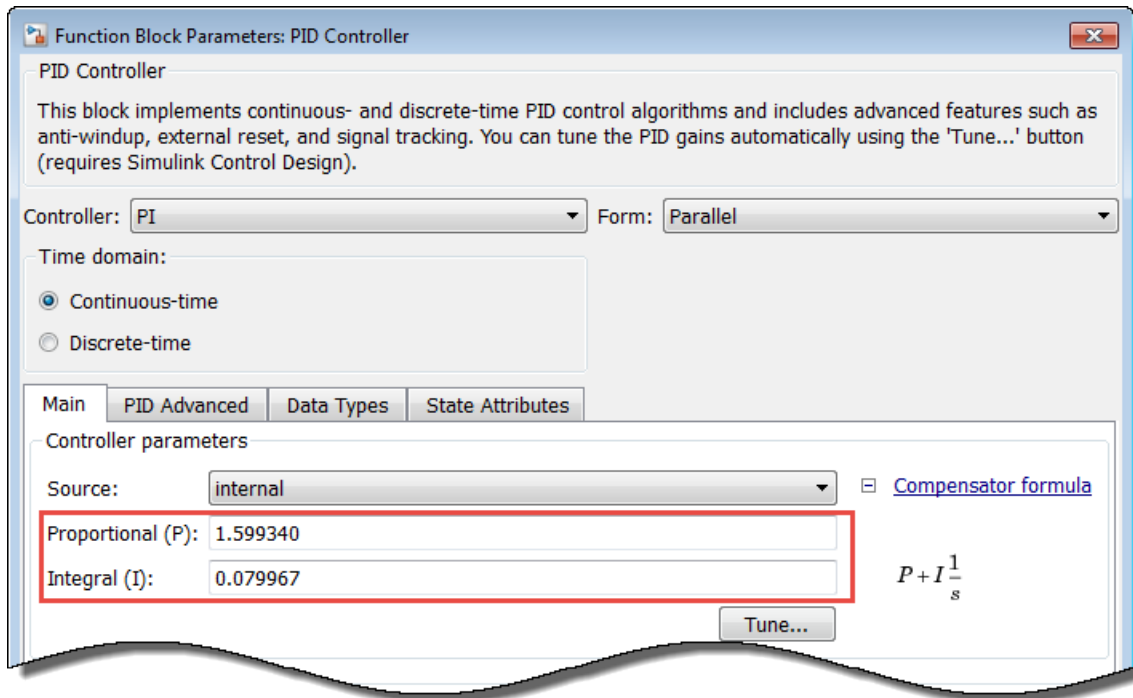 Function Block Parameters: PID Controller
PID Controller
This block implements continuous- and discrete-time PID control algorithms and includes advanced features such as
anti-windup, external reset, and signal tracking. You can tune the PID gains automatically using the 'Tune...' button
(requires Simulink Control Design).
Controller: PI Form: Parallel
Time domain:
Continuous-time
Discrete-time
Main PID Advanced Data Types State Attributes
Controller parameters
Source: internal Compensator formula
Proportional (P): 1.599340
Integral (I): 0.079967
P + I 1/s
Tune...